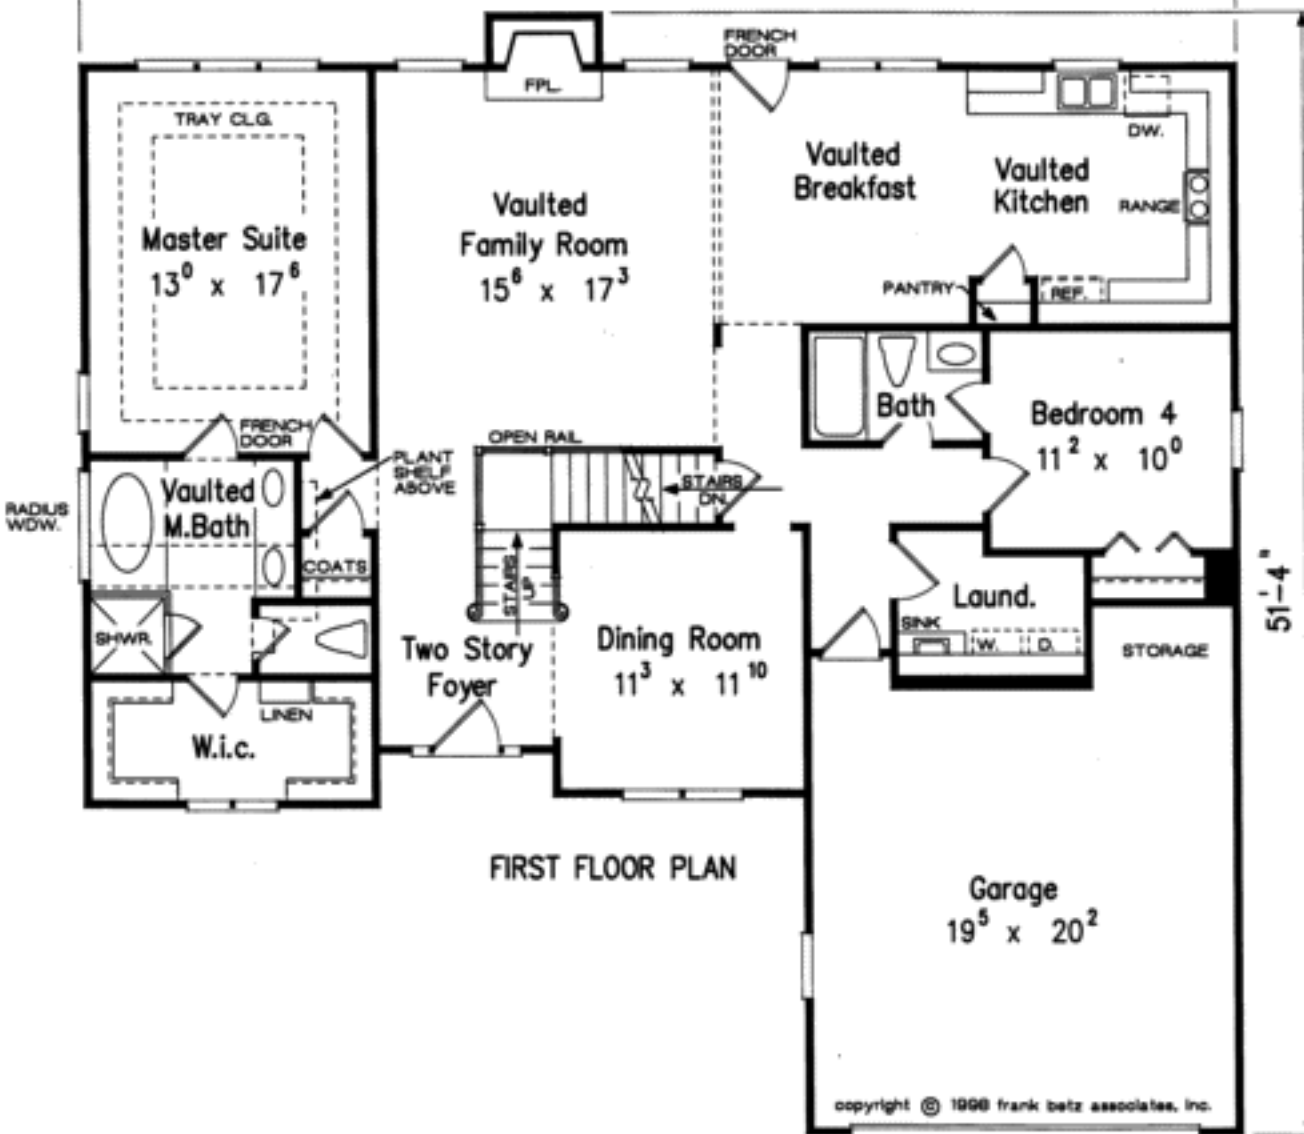 FRENCH
DOOR
FPL.
TRAY CLG.
DW.
Vaulted
Breakfast
Vaulted
Kitchen
RANGE
Vaulted
Family Room
15⁶ x 17³
Master Suite
13⁰ x 17⁶
PANTRY
REF.
Bath
Bedroom 4
11² x 10⁰
FRENCH
DOOR
OPEN RAIL
PLANT
SHELF
ABOVE
STAIRS
DN.
Vaulted
M.Bath
RADIUS
WDW.
COATS
STAIRS
UP
51'-4"
Laund.
SINK
W.
D.
STORAGE
SHWR.
Two Story
Foyer
Dining Room
11³ x 11¹⁰
LINEN
W.i.c.
FIRST FLOOR PLAN
Garage
19⁵ x 20²
copyright © 1998 frank betz associates, inc.